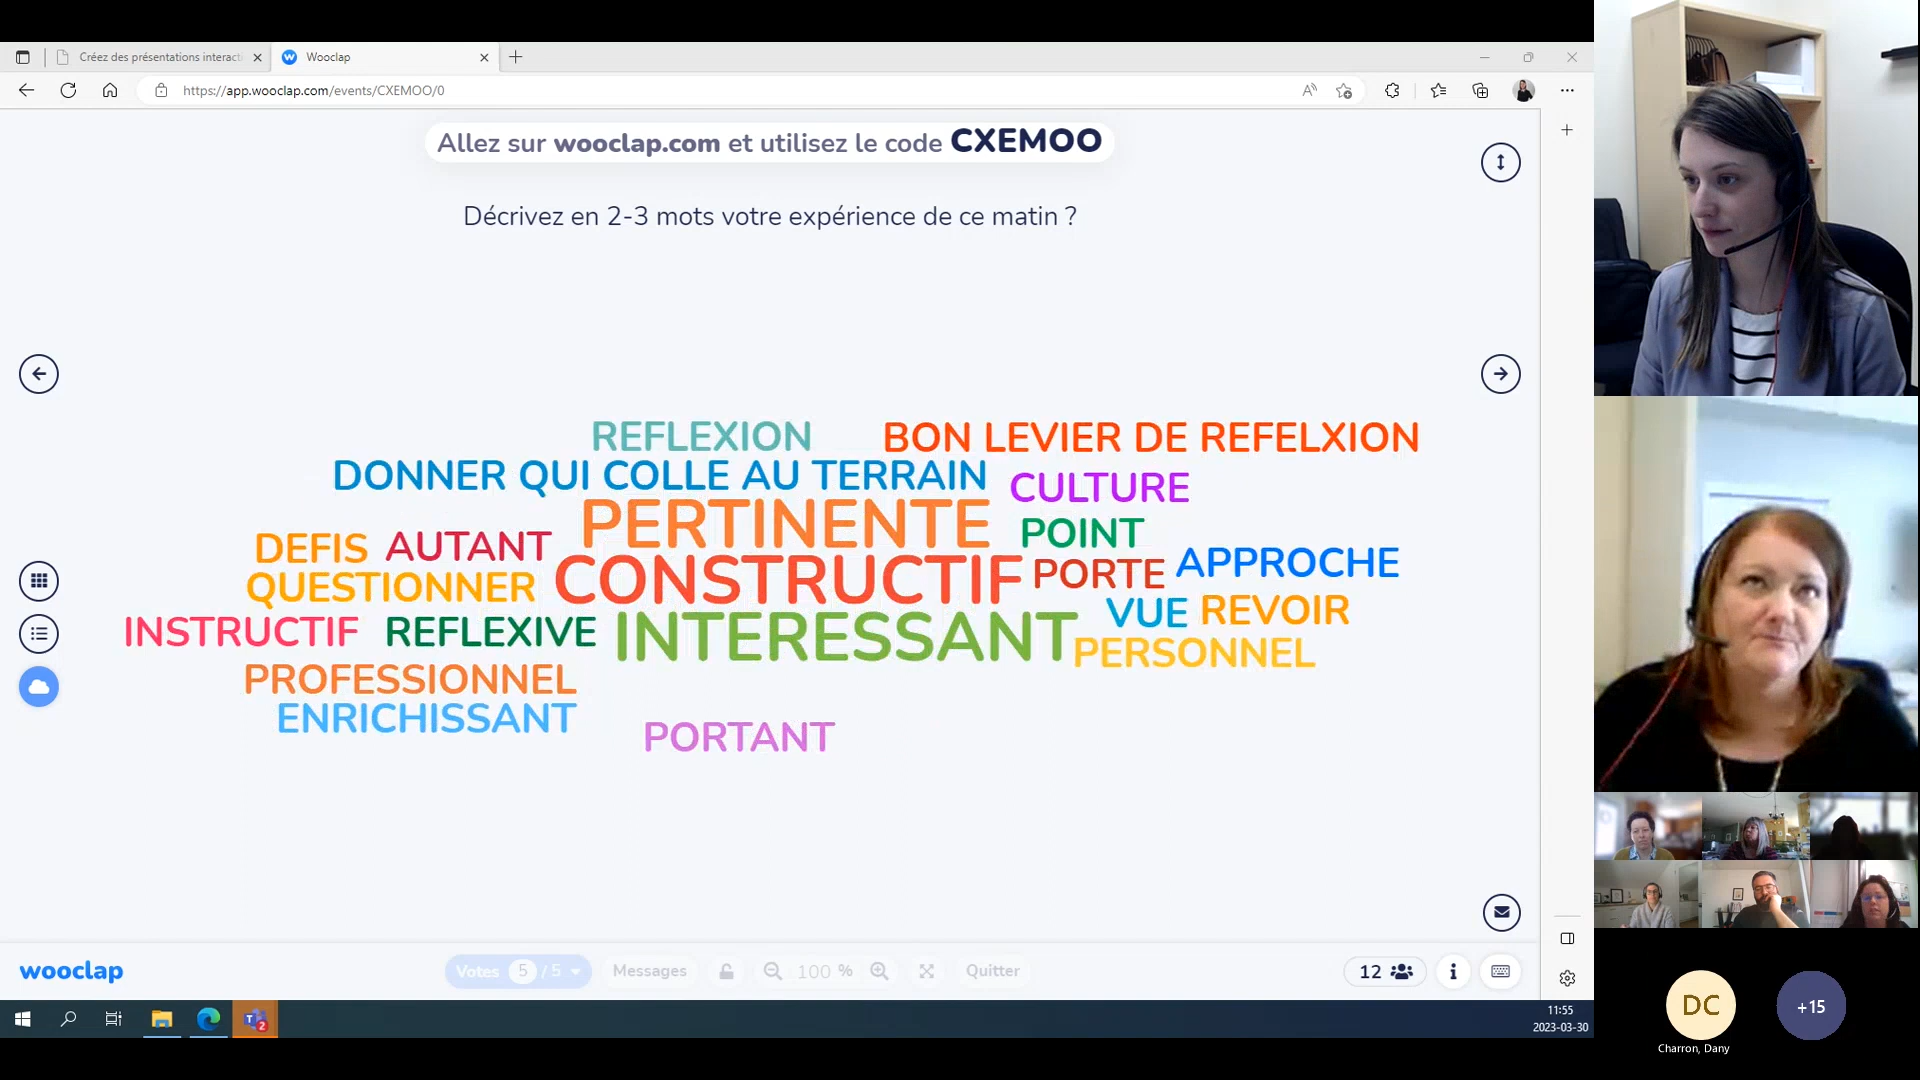 Créez des présentations interacti
Wooclap
https://app.wooclap.com/events/CXEMOO/0
Allez sur wooclap.com et utilisez le code CXEMOO
Décrivez en 2-3 mots votre expérience de ce matin ?
REFLEXION
BON LEVIER DE REFELXION
DONNER QUI COLLE AU TERRAIN
CULTURE
PERTINENTE
POINT
DEFIS
AUTANT
CONSTRUCTIF
PORTE
APPROCHE
QUESTIONNER
VUE
REVOIR
INSTRUCTIF
REFLEXIVE
INTERESSANT
PERSONNEL
PROFESSIONNEL
ENRICHISSANT
PORTANT
wooclap
Votes 5 / 5
Messages
100 %
Quitter
12
11:55
2023-03-30
DC
+15
Charron, Dany